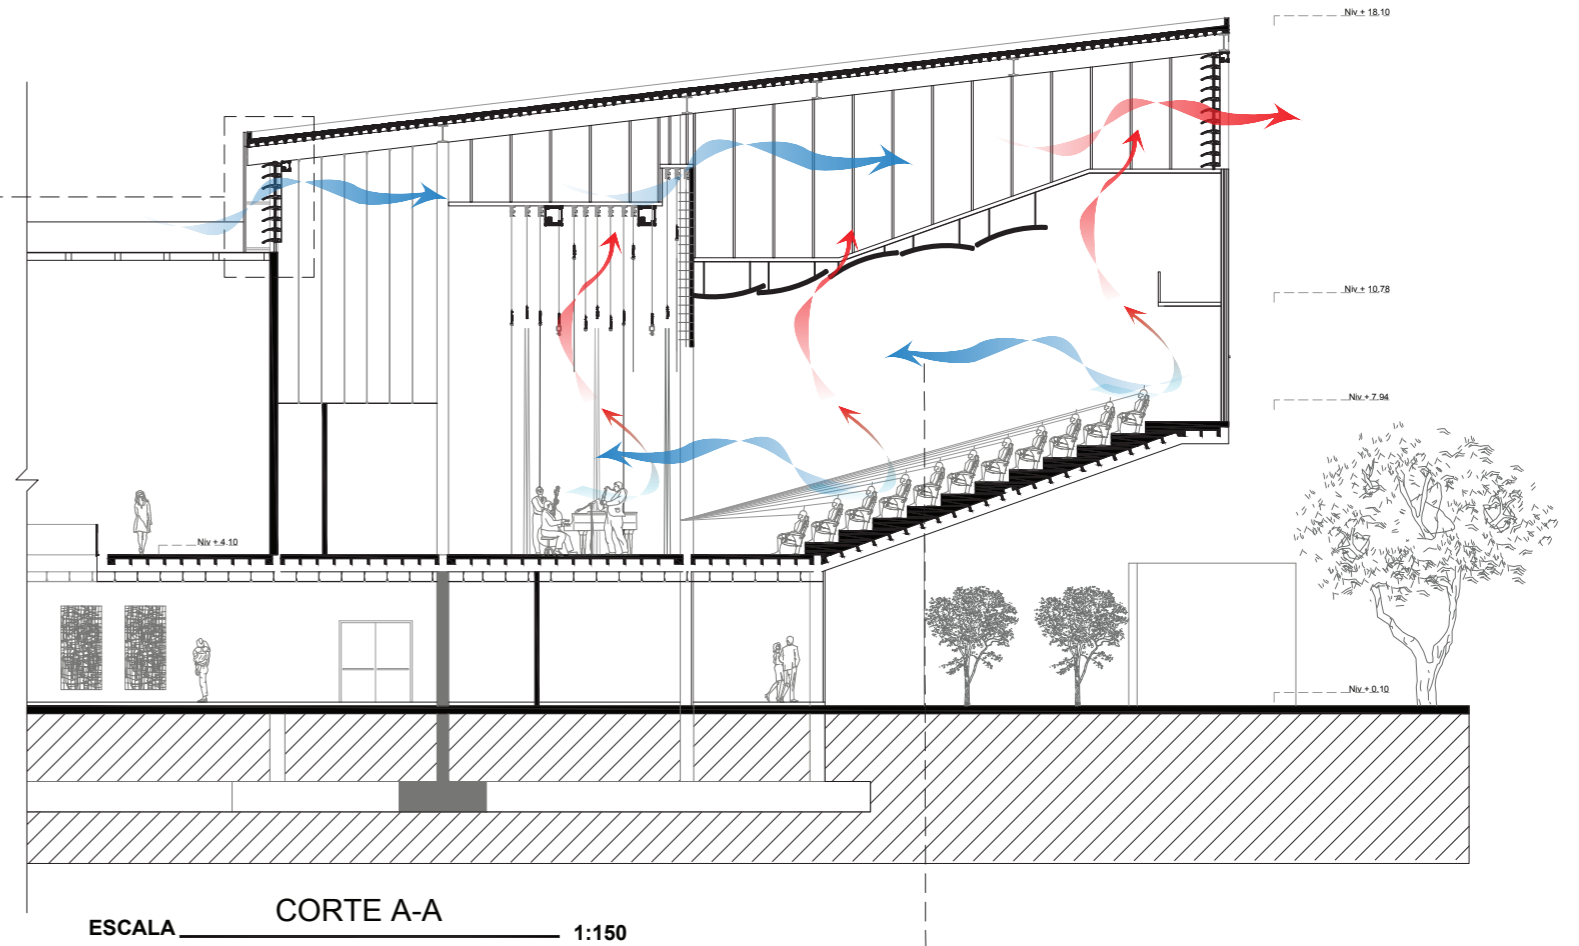 Niv + 18.10
Niv + 10.78
Niv + 7.94
Niv + 4.10
Niv + 0.10
CORTE A-A
ESCALA 1:150